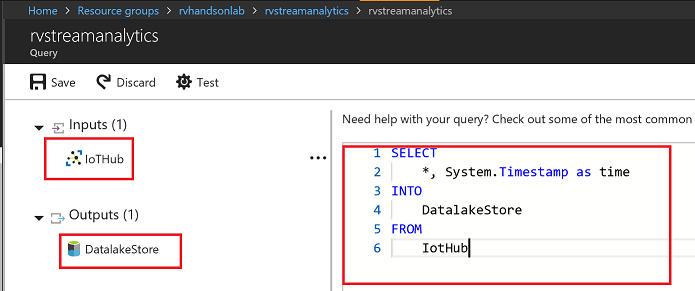 Home > Resource groups > rvhandsonlab > rvstreamanalytics > rvstreamanalytics
rvstreamanalytics
Query
Save Discard Test
Inputs (1)
IoTHub
...
Outputs (1)
DatalakeStore
Need help with your query? Check out some of the most common
1 SELECT
2 *, System.Timestamp as time
3 INTO
4 DatalakeStore
5 FROM
6 IotHub